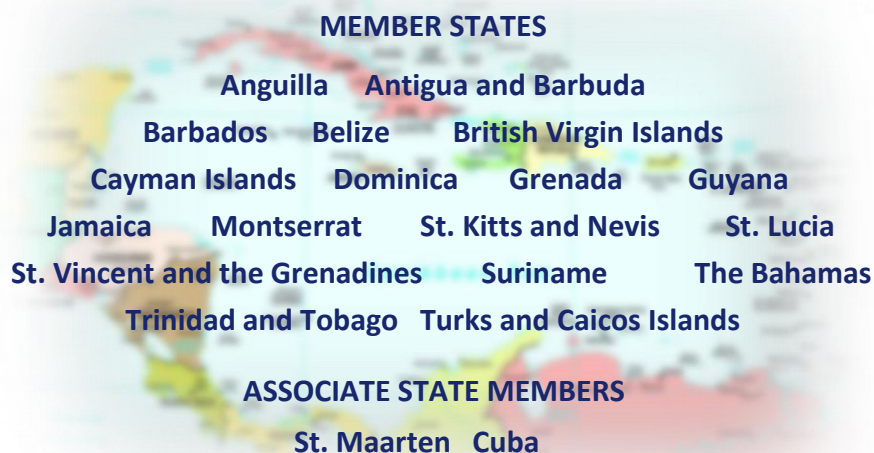 MEMBER STATES
Anguilla Antigua and Barbuda
Barbados Belize British Virgin Islands
Cayman Islands Dominica Grenada Guyana
Jamaica Montserrat St. Kitts and Nevis St. Lucia
St. Vincent and the Grenadines Suriname The Bahamas
Trinidad and Tobago Turks and Caicos Islands
ASSOCIATE STATE MEMBERS
St. Maarten Cuba